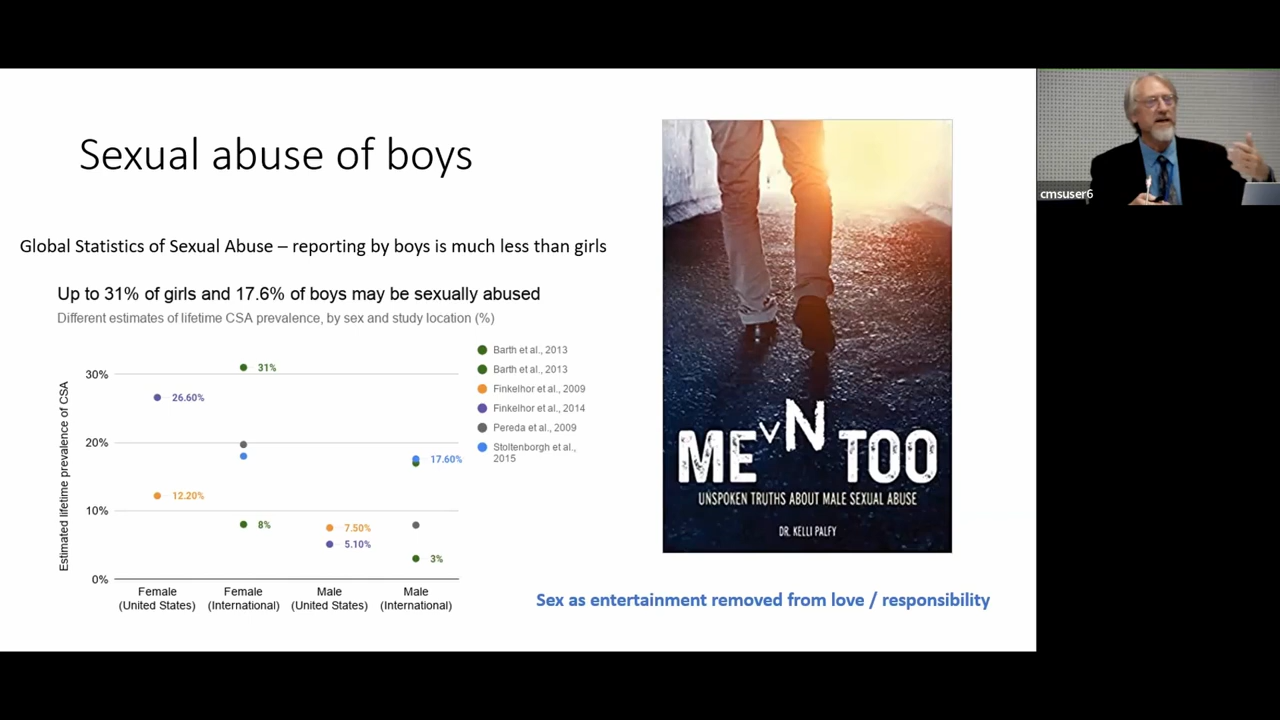 Sexual abuse of boys
Global Statistics of Sexual Abuse – reporting by boys is much less than girls
Up to 31% of girls and 17.6% of boys may be sexually abused
Different estimates of lifetime CSA prevalence, by sex and study location (%)
Estimated lifetime prevalence of CSA
30%
20%
10%
0%
26.60%
12.20%
31%
8%
7.50%
5.10%
17.60%
3%
Female
(United States)
Female
(International)
Male
(United States)
Male
(International)
Barth et al., 2013
Barth et al., 2013
Finkelhor et al., 2009
Finkelhor et al., 2014
Pereda et al., 2009
Stoltenborgh et al.,
2015
ME˅N TOO
UNSPOKEN TRUTHS ABOUT MALE SEXUAL ABUSE
DR. KELLI PALFY
Sex as entertainment removed from love / responsibility
cmsuser6